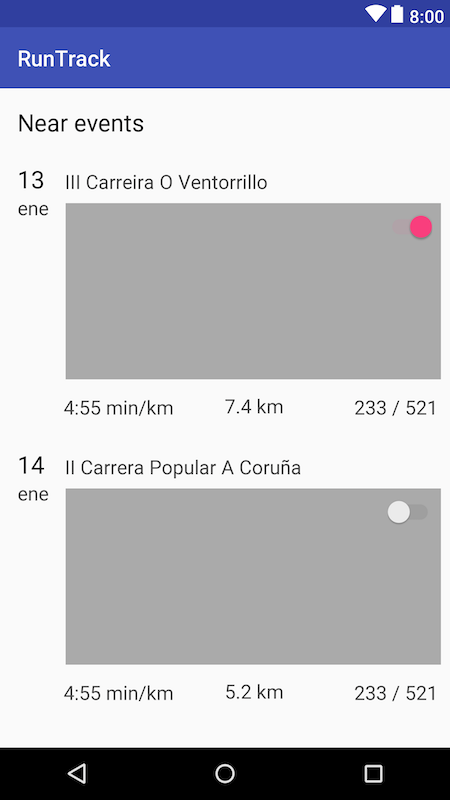 8:00
RunTrack
Near events
13
ene
III Carreira O Ventorrillo
4:55 min/km 7.4 km 233 / 521
14
ene
II Carrera Popular A Coruña
4:55 min/km 5.2 km 233 / 521